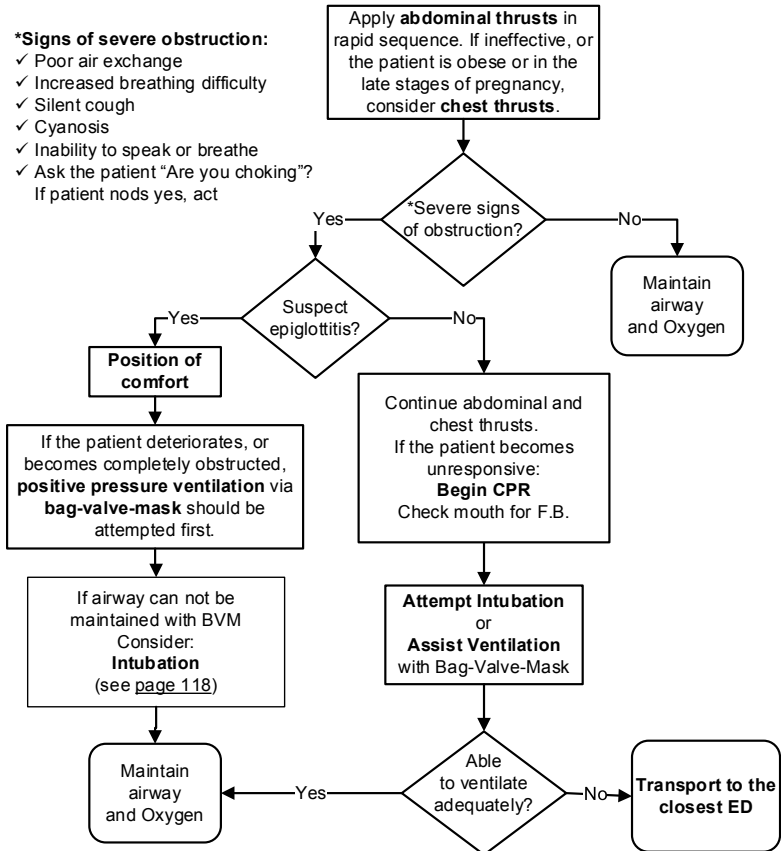 *Signs of severe obstruction:
✓ Poor air exchange
✓ Increased breathing difficulty
✓ Silent cough
✓ Cyanosis
✓ Inability to speak or breathe
✓ Ask the patient “Are you choking”?
If patient nods yes, act
Apply abdominal thrusts in
rapid sequence. If ineffective, or
the patient is obese or in the
late stages of pregnancy,
consider chest thrusts.
*Severe signs
of obstruction?
Yes
No
Maintain
airway
and Oxygen
Suspect
epiglottitis?
Yes
No
Position of
comfort
If the patient deteriorates, or
becomes completely obstructed,
positive pressure ventilation via
bag-valve-mask should be
attempted first.
If airway can not be
maintained with BVM
Consider:
Intubation
(see page 118)
Continue abdominal and
chest thrusts.
If the patient becomes
unresponsive:
Begin CPR
Check mouth for F.B.
Attempt Intubation
or
Assist Ventilation
with Bag-Valve-Mask
Able
to ventilate
adequately?
Yes
No
Maintain
airway
and Oxygen
Transport to the
closest ED